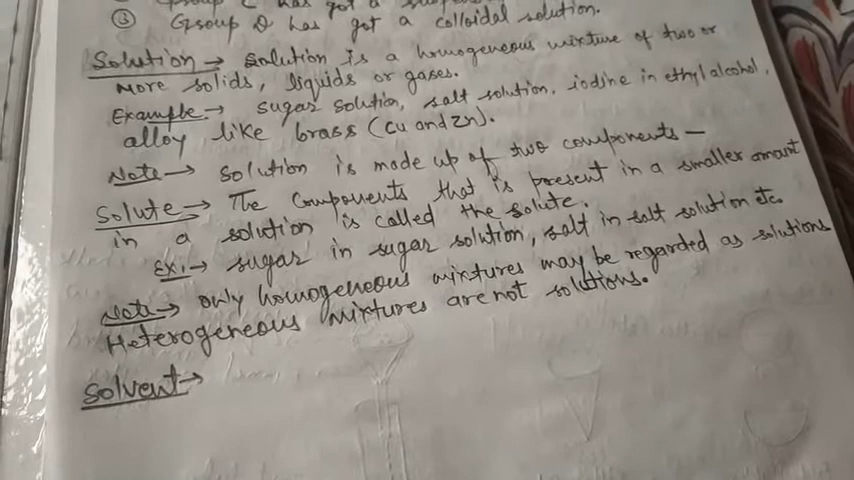 Group C has got a
③ Group D has got a colloidal solution.
Solution → Solution is a homogeneous mixture of two or
more solids, liquids or gases.
Example → sugar solution, salt solution, iodine in ethyl alcohol,
alloy like brass (Cu and Zn).
Note → solution is made up of two components —
Solute → The components that is present in a smaller amount
in a solution is called the solute.
Ex. → sugar in sugar solution, salt in salt solution etc.
Note → only homogeneous mixtures may be regarded as solutions
Heterogeneous mixtures are not solutions.
Solvent →